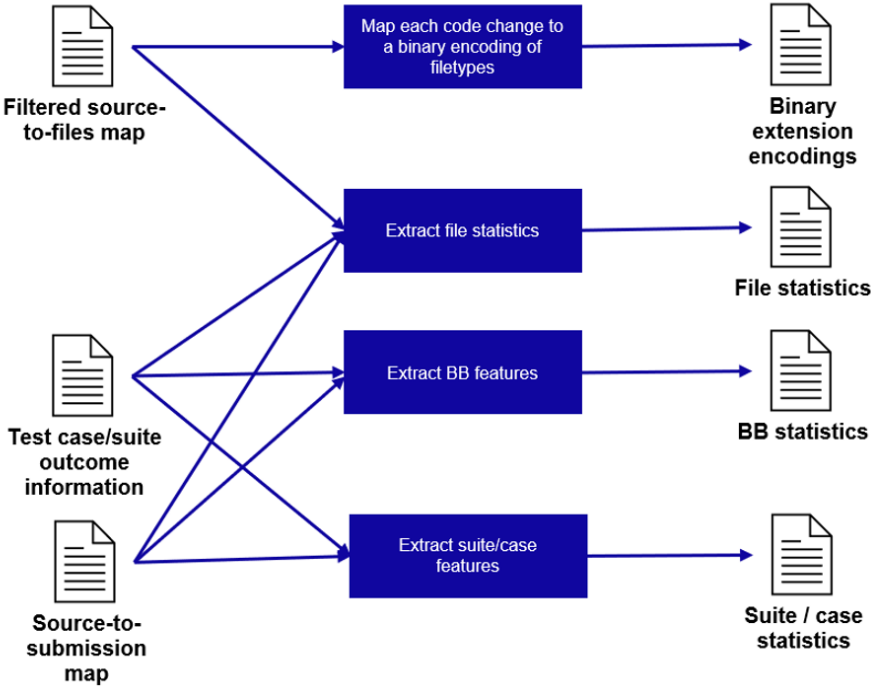 Map each code change to
a binary encoding of
filetypes
Filtered source-
to-files map
Binary
extension
encodings
Extract file statistics
File statistics
Extract BB features
BB statistics
Test case/suite
outcome
information
Extract suite/case
features
Source-to-
submission
map
Suite / case
statistics